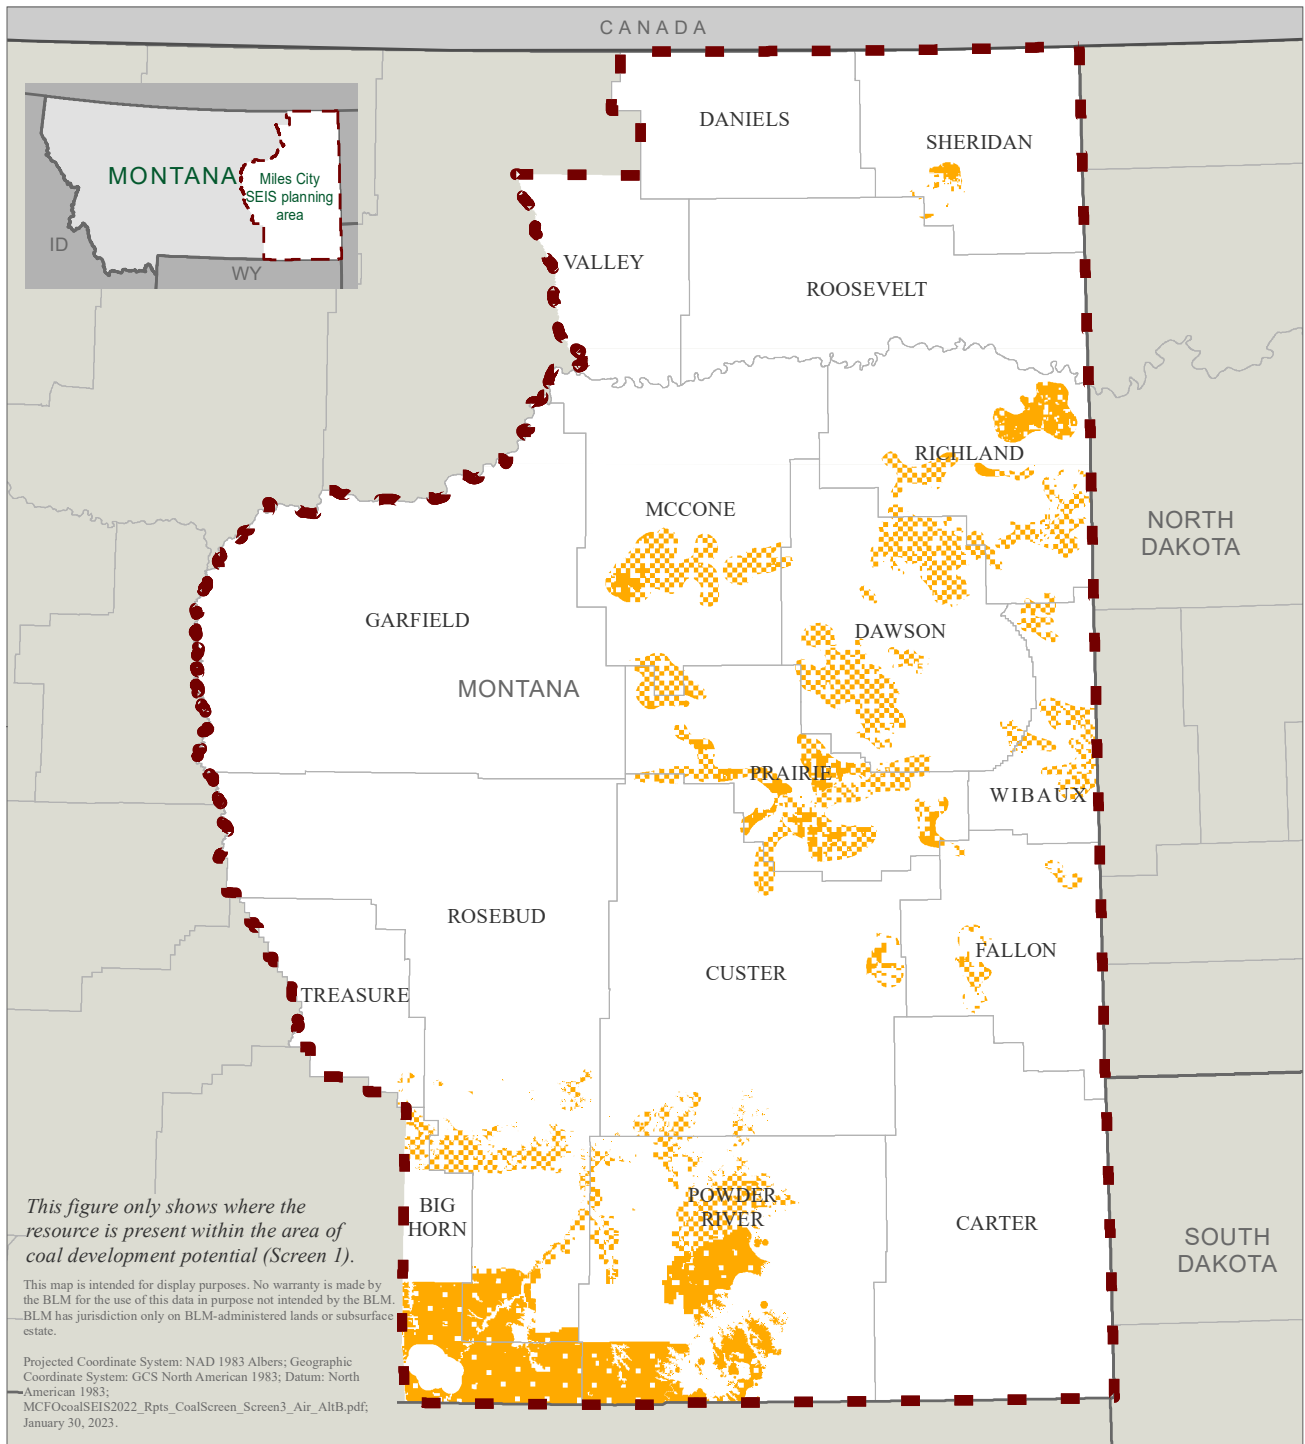 CANADA
DANIELS
SHERIDAN
MONTANA
Miles City
SEIS planning
area
ID
WY
VALLEY
ROOSEVELT
RICHLAND
MCCONE
NORTH
DAKOTA
GARFIELD
DAWSON
MONTANA
PRAIRIE
WIBAUX
ROSEBUD
FALLON
CUSTER
TREASURE
POWDER
RIVER
BIG
HORN
CARTER
SOUTH
DAKOTA
This figure only shows where the
resource is present within the area of
coal development potential (Screen 1).
This map is intended for display purposes. No warranty is made by
the BLM for the use of this data in purpose not intended by the BLM.
BLM has jurisdiction only on BLM-administered lands or subsurface
estate.
Projected Coordinate System: NAD 1983 Albers; Geographic
Coordinate System: GCS North American 1983; Datum: North
American 1983;
MCFOcoalSEIS2022_Rpts_CoalScreen_Screen3_Air_AltB.pdf;
January 30, 2023.